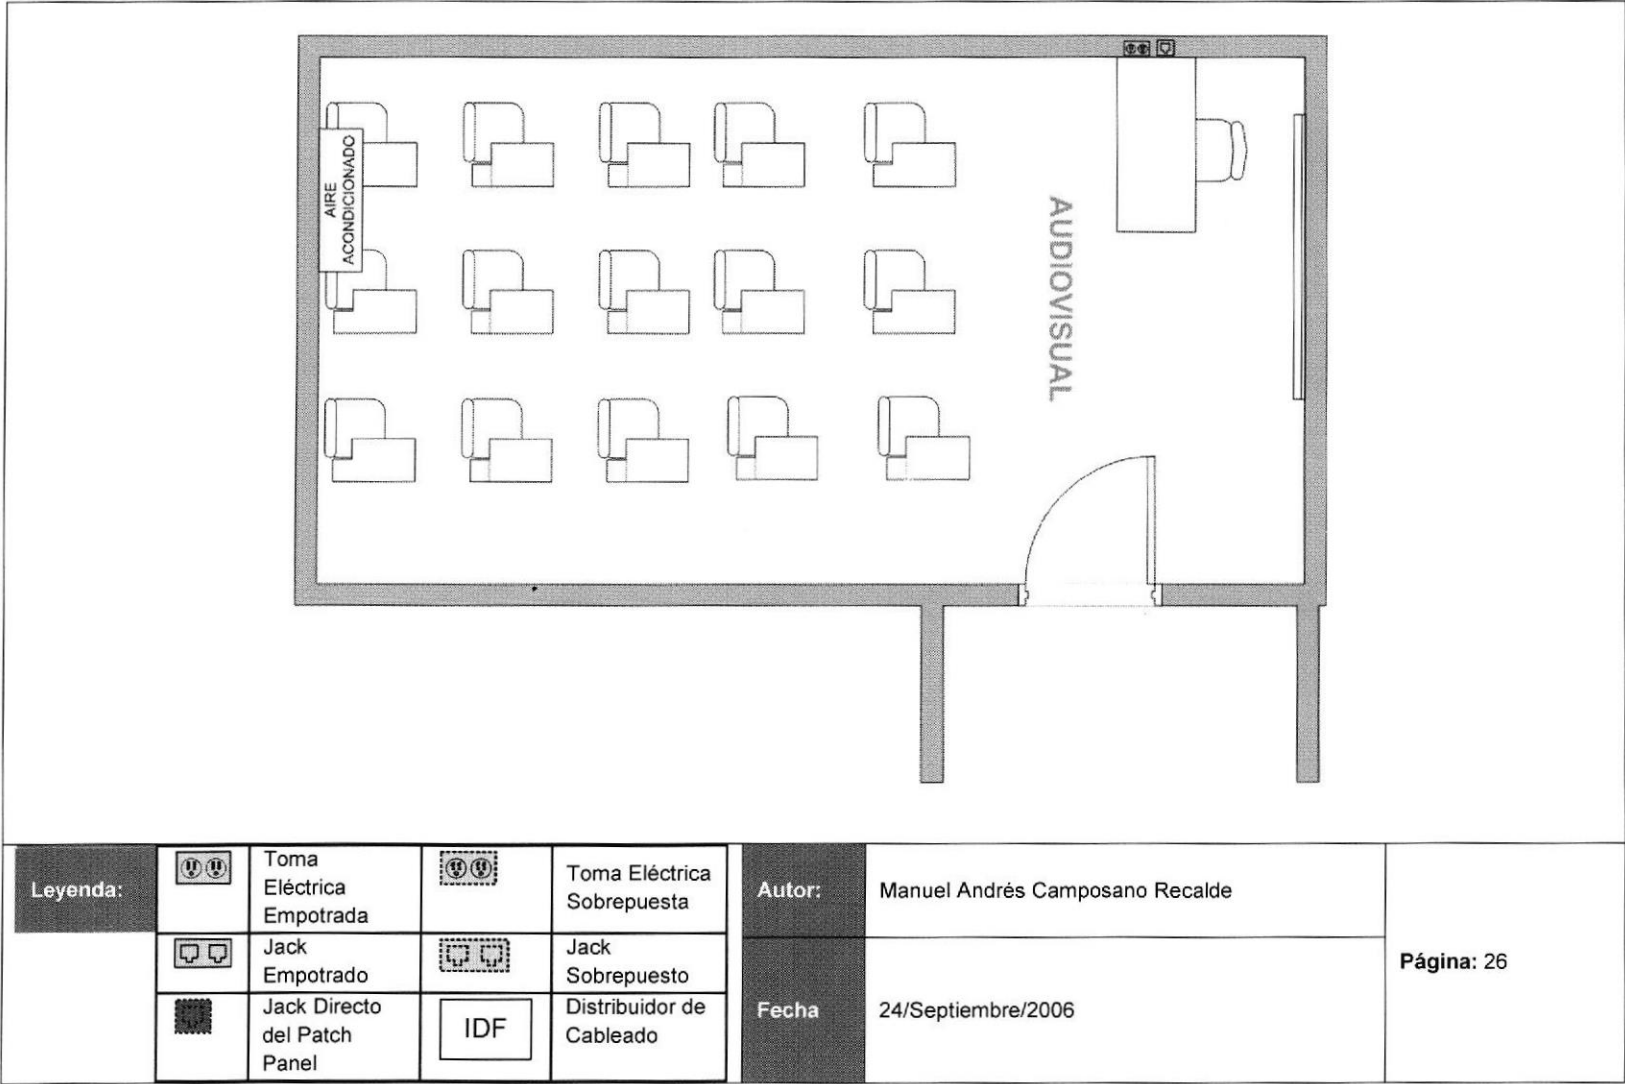 AIRE
ACONDICIONADO
AUDIOVISUAL
Leyenda:
Toma
Eléctrica
Empotrada
Toma Eléctrica
Sobrepuesta
Jack
Empotrado
Jack
Sobrepuesto
Jack Directo
del Patch
Panel
IDF
Distribuidor de
Cableado
Autor:
Manuel Andrés Camposano Recalde
Fecha
24/Septiembre/2006
Página: 26